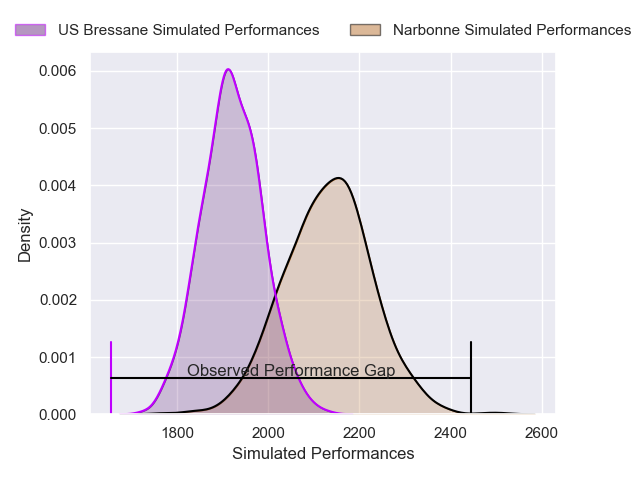 US Bressane Simulated Performances
Narbonne Simulated Performances
0.006
0.005
0.004
0.003
0.002
0.001
0.000
Density
Observed Performance Gap
1800
2000
2200
2400
2600
Simulated Performances